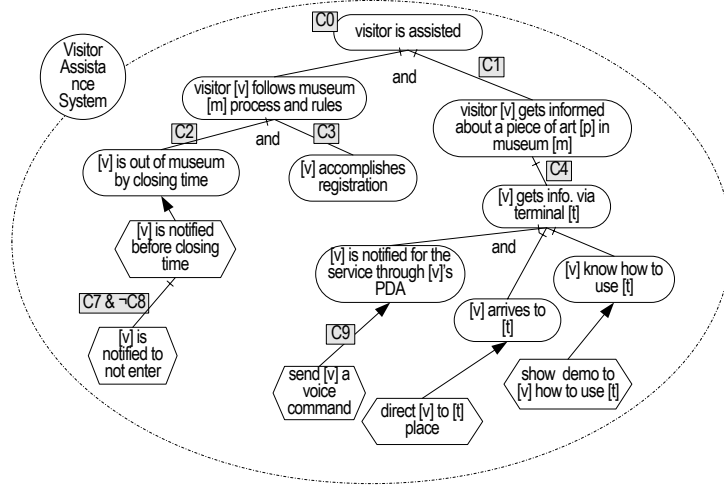 C0
visitor is assisted
Visitor
Assista
nce
System
and
C1
visitor [v] follows museum
[m] process and rules
visitor [v] gets informed
about a piece of art [p] in
museum [m]
C2
and
C3
[v] is out of museum
by closing time
[v] accomplishes
registration
C4
[v] gets info. via
terminal [t]
[v] is notified
before closing
time
and
[v] is notified for the
service through [v]'s
PDA
[v] know how to
use [t]
C7 & ¬C8
[v] arrives to
[t]
[v] is
notified to
not enter
C9
send [v] a
voice
command
direct [v] to [t]
place
show demo to
[v] how to use [t]